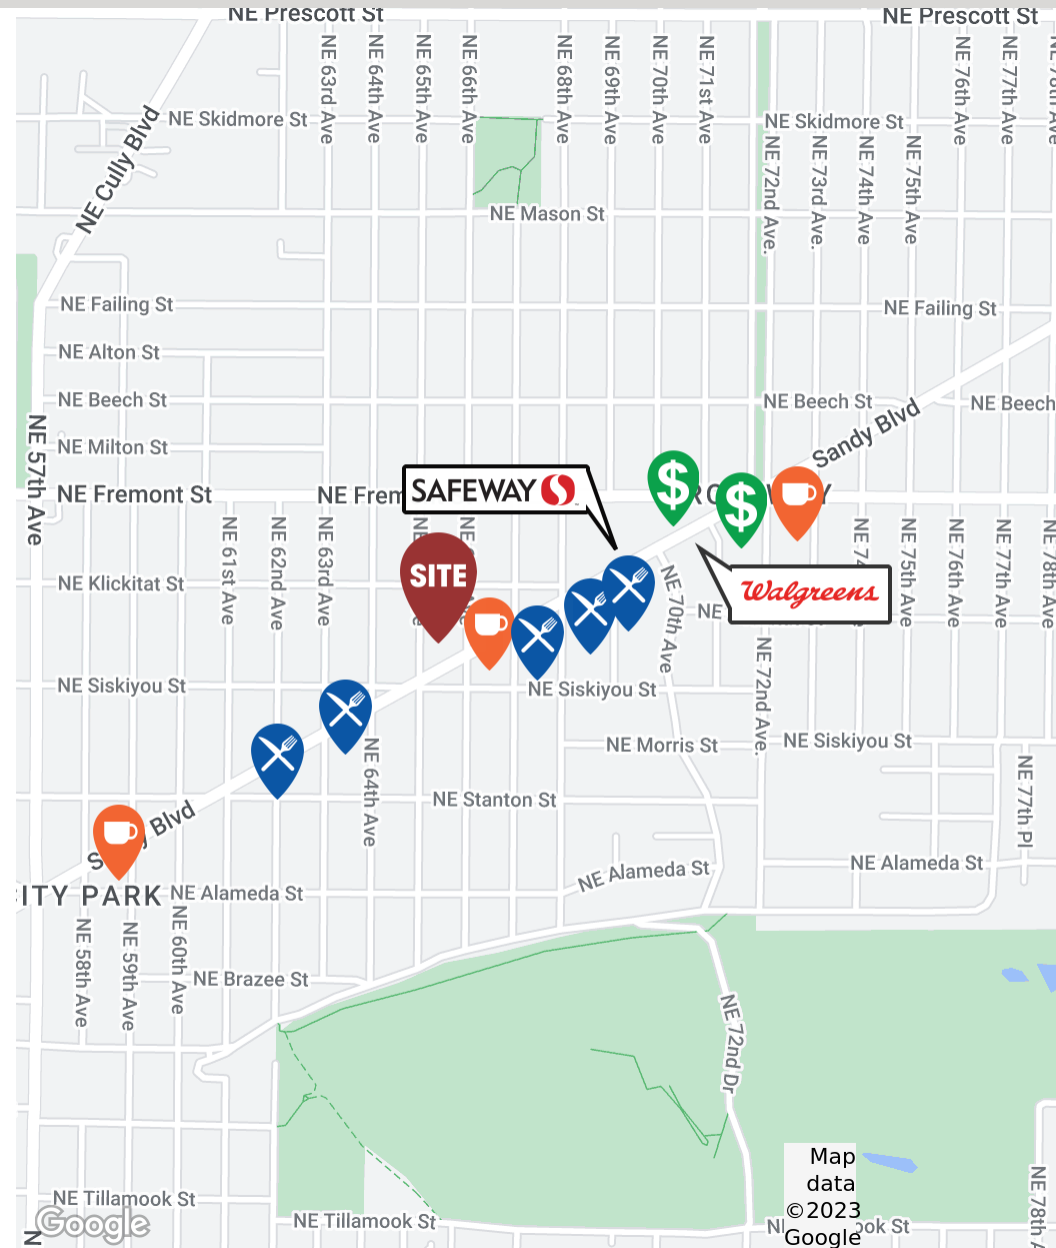 NE Prescott St
NE Prescott St
NE 63rd Ave
NE 64th Ave
NE 65th Ave
NE 66th Ave
NE 68th Ave
NE 69th Ave
NE 70th Ave
NE 71st Ave
NE 76th Ave
NE 77th Ave
NE Cully Blvd
NE Skidmore St
NE Skidmore St
NE 72nd Ave.
NE 73rd Ave.
NE 74th Ave
NE 75th Ave
NE Mason St
NE Failing St
NE Failing St
NE Alton St
NE Beech St
NE Beech St
NE Beech
Sandy Blvd
NE 57th Ave
NE Milton St
NE Fremont St
NE Frem
SAFEWAY
$
$
NE 61st Ave
NE 62nd Ave
NE 63rd Ave
NE Klickitat St
SITE
NE 70th Ave
NE
Walgreens
NE 75th Ave
NE 76th Ave
NE 77th Ave
NE 78th Ave
NE Siskiyou St
NE Siskiyou St
NE 72nd Ave.
NE Morris St
NE Siskiyou St
NE 64th Ave
NE 77th Pl
NE Stanton St
Blvd
NE Alameda St
NE Alameda St
NE Alameda St
ITY PARK
NE 58th Ave
NE 59th Ave
NE 60th Ave
NE Brazee St
NE 72nd Dr
Map
data
©2023
Google
NE 78th A
NE Tillamook St
NE Tillamook St
ook St
Google